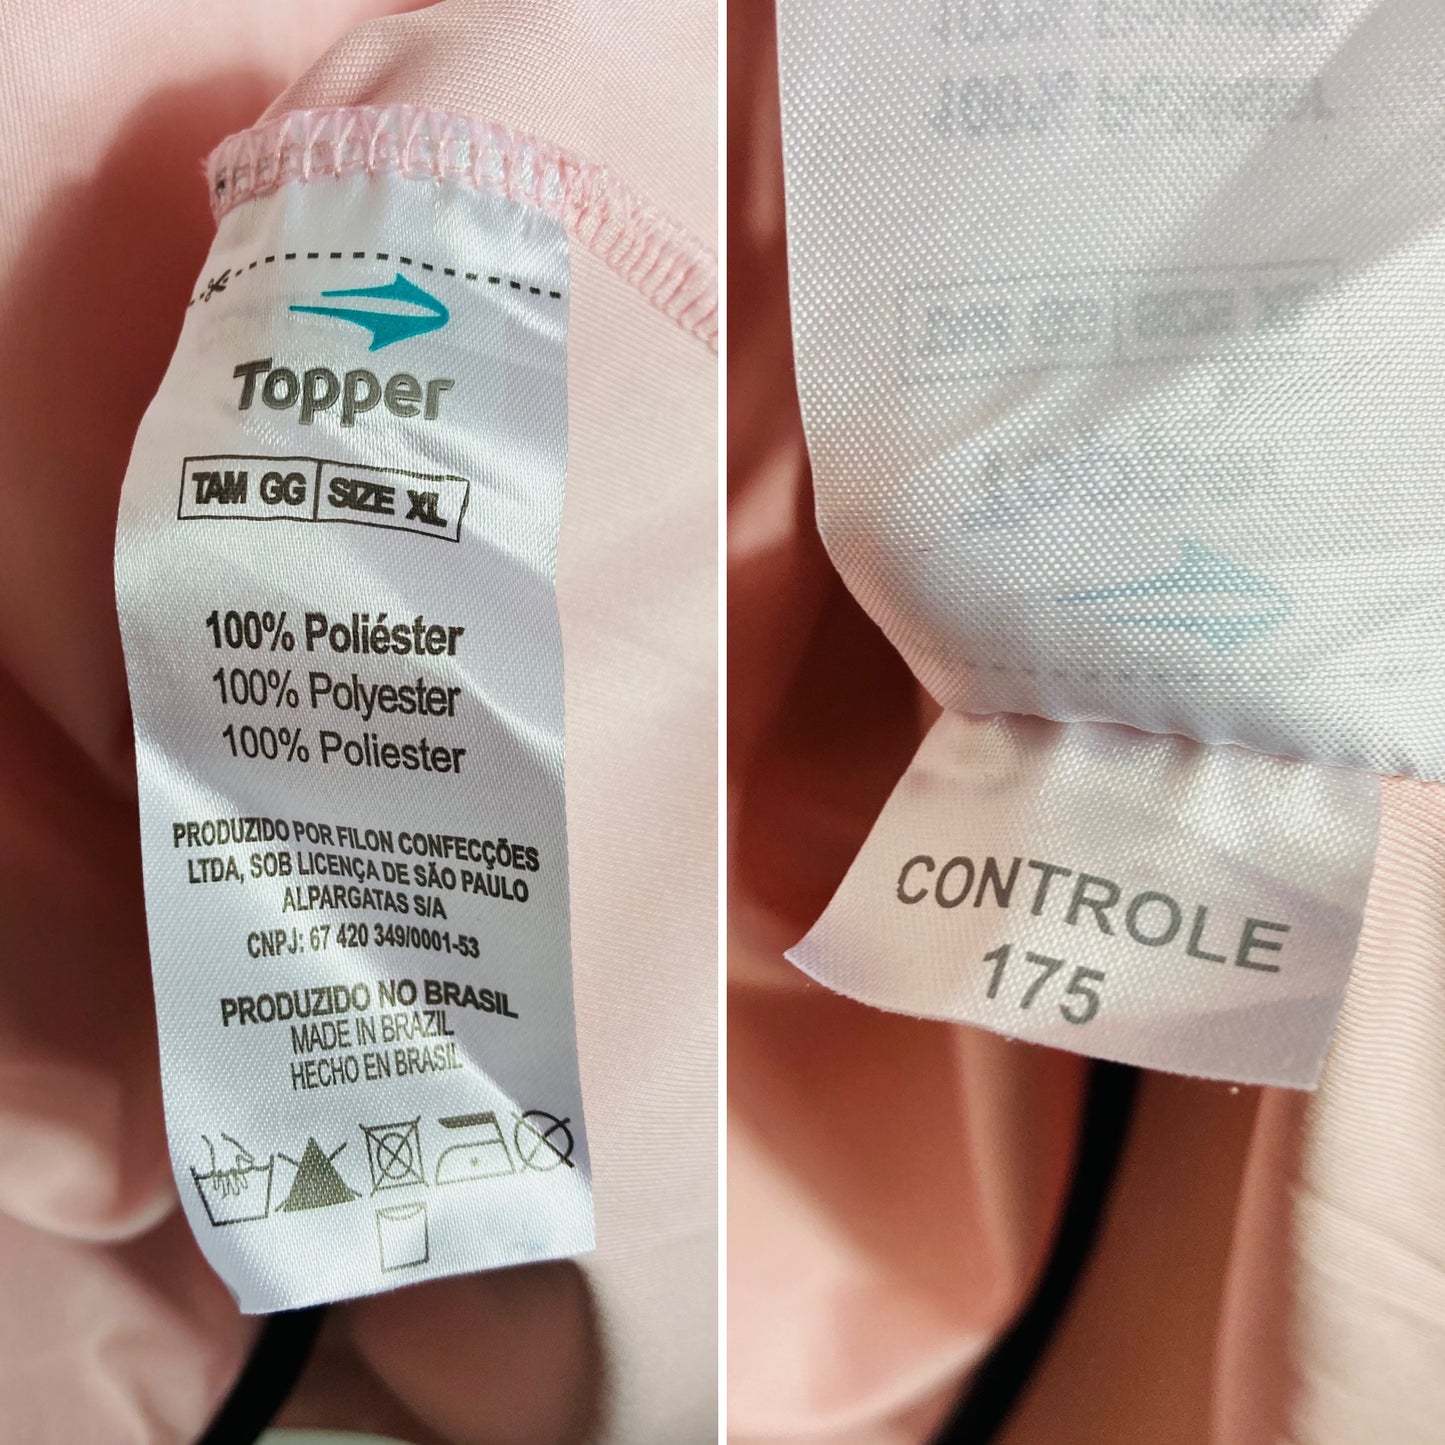 Topper
TAM GG SIZE XL
100% Poliéster
100% Polyester
100% Poliester
PRODUZIDO POR FILON CONFECÇÕES
LTDA, SOB LICENÇA DE SÃO PAULO
ALPARGATAS S/A
CNPJ: 67 420 349/0001-53
PRODUZIDO NO BRASIL
MADE IN BRAZIL
HECHO EN BRASIL
CONTROLE
175